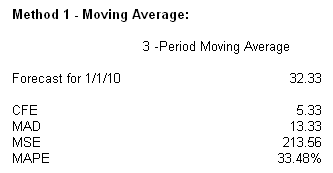 Method 1 - Moving Average:
3 -Period Moving Average
Forecast for 1/1/10 32.33
CFE 5.33
MAD 13.33
MSE 213.56
MAPE 33.48%